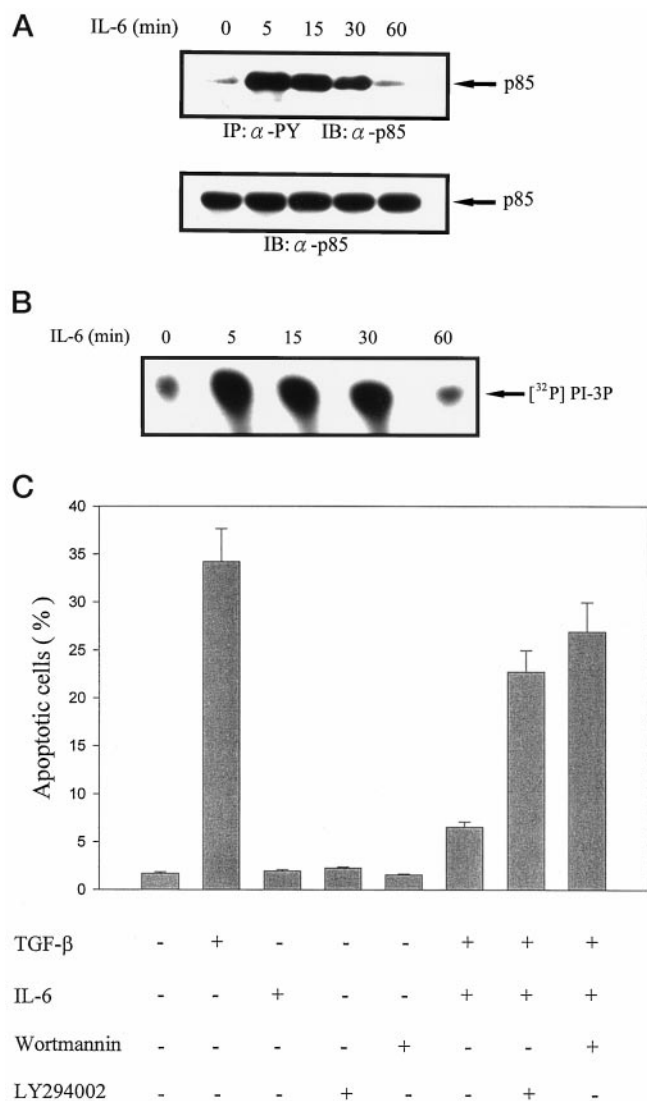 A
IL-6 (min) 0 5 15 30 60
p85
IP: α-PY IB: α-p85
p85
IB: α-p85
B
IL-6 (min) 0 5 15 30 60
[³²P] PI-3P
C
Apoptotic cells ( % )
40
35
30
25
20
15
10
5
0
TGF-β - + - - - + + +
IL-6 - - + - - + + +
Wortmannin - - - - + - - +
LY294002 - - - + - - + -